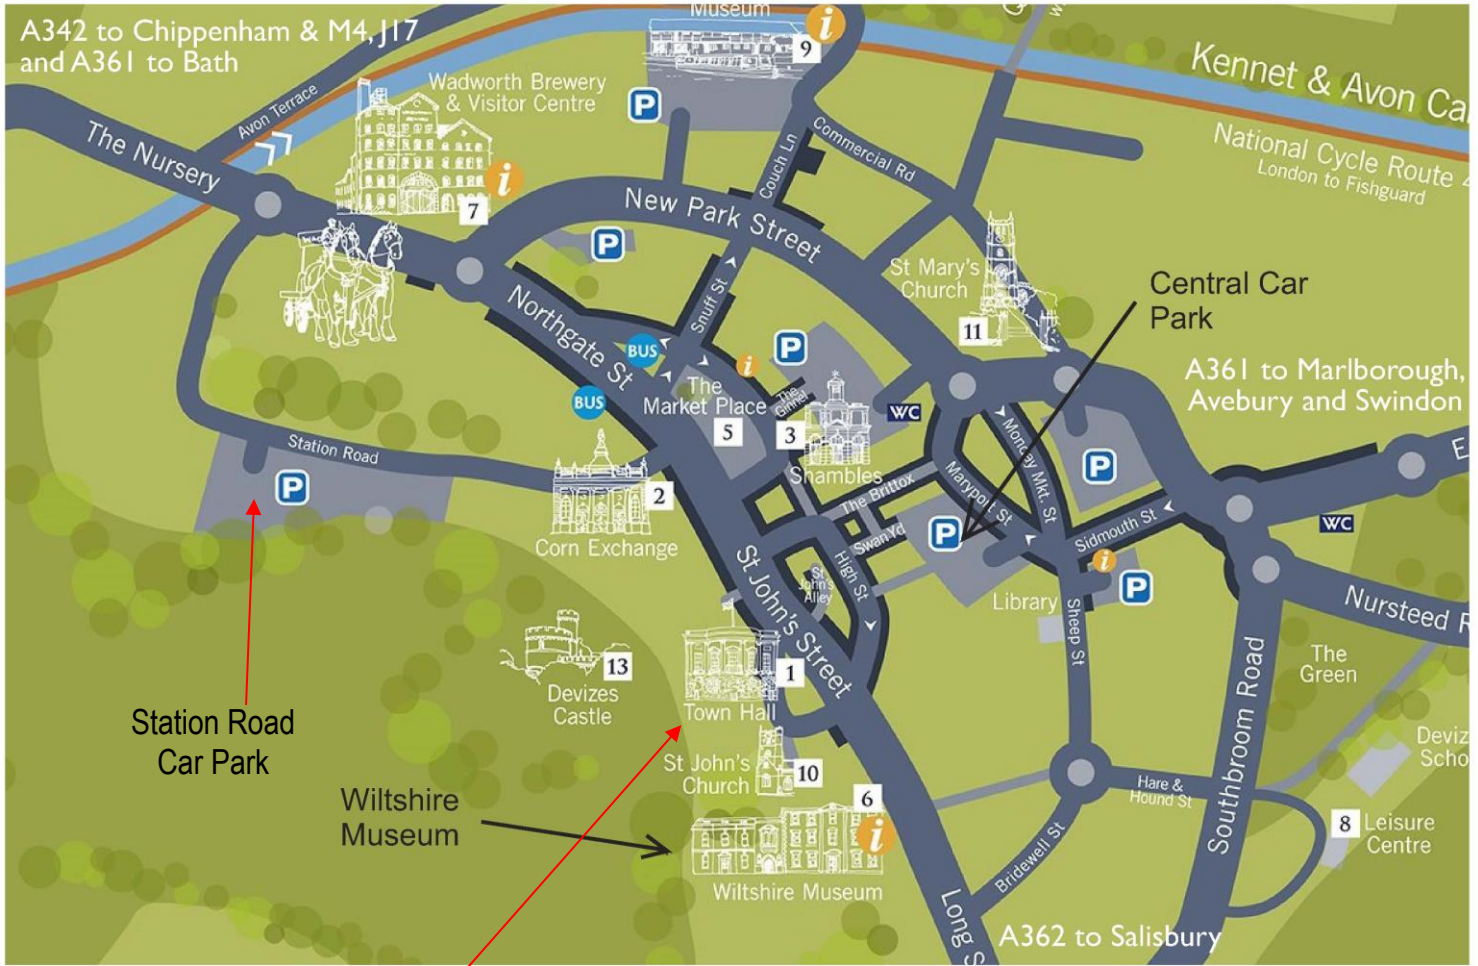 Museum
A342 to Chippenham & M4, J17
and A361 to Bath
i
9
Kennet & Avon
Wadworth Brewery
& Visitor Centre
Avon Terrace
P
The Nursery
Commercial Rd
Couch Ln
National Cycle Route
London to Fishguard
i
7
New Park Street
P
St Mary's
Church
Central Car
Park
11
Snuff St
Northgate St
BUS
P
i
A361 to Marlborough,
Avebury and Swindon
The
Market Place
The Ginnel
BUS
WC
5
3
Monday Mkt. St
Shambles
Station Road
P
P
2
Maryport St
The Brittox
WC
Corn Exchange
Swan Yd
P
Sidmouth St
St John's Street
High St
i
St
John's
Alley
P
Library
Sheep St
Nursteed
13
1
The
Green
Devizes
Castle
Town Hall
Southbroom Road
Station Road
Car Park
St John's
Church
10
Hare &
Hound St
Wiltshire
Museum
6
i
8
Leisure
Centre
Bridewell St
Wiltshire Museum
Long
A362 to Salisbury